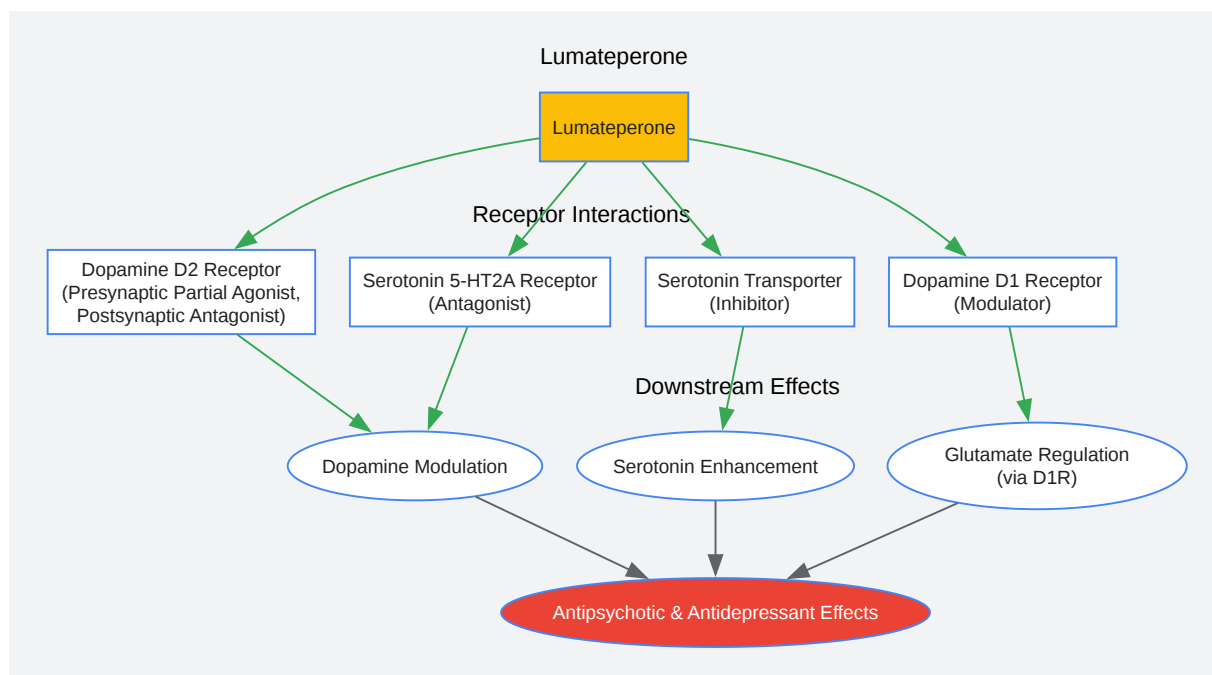 Lumateperone
Lumateperone
Receptor Interactions
Dopamine D2 Receptor
(Presynaptic Partial Agonist,
Postsynaptic Antagonist)
Serotonin 5-HT2A Receptor
(Antagonist)
Serotonin Transporter
(Inhibitor)
Dopamine D1 Receptor
(Modulator)
Downstream Effects
Dopamine Modulation
Serotonin Enhancement
Glutamate Regulation
(via D1R)
Antipsychotic & Antidepressant Effects